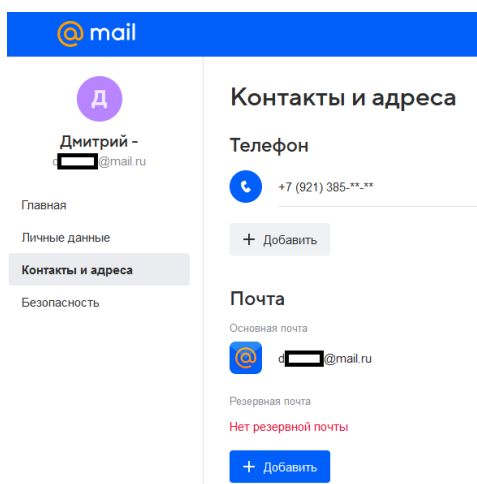 @ mail
Д
Дмитрий -
d@mail.ru
Главная
Личные данные
Контакты и адреса
Безопасность
Контакты и адреса
Телефон
+7 (921) 385-**-**
+ Добавить
Почта
Основная почта
@
d@mail.ru
Резервная почта
Нет резервной почты
+ Добавить